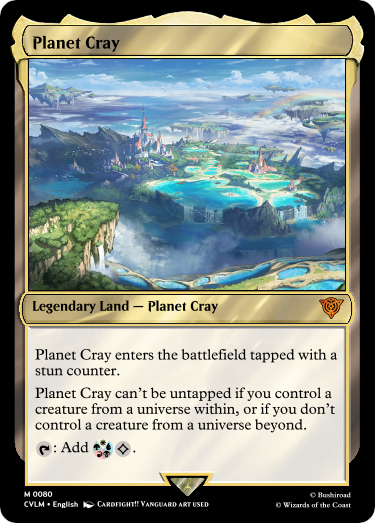 Planet Cray
Legendary Land — Planet Cray
Planet Cray enters the battlefield tapped with a
stun counter.
Planet Cray can't be untapped if you control a
creature from a universe within, or if you don't
control a creature from a universe beyond.
: Add .
M 0080
CVLM • English CARDFIGHT!! VANGUARD ART USED
© Bushiroad
© Wizards of the Coast